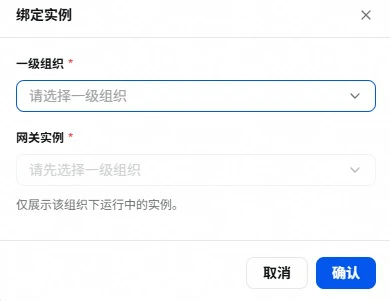 绑定实例
一级组织 *
请选择一级组织
网关实例 *
请先选择一级组织
仅展示该组织下运行中的实例。
取消 确认